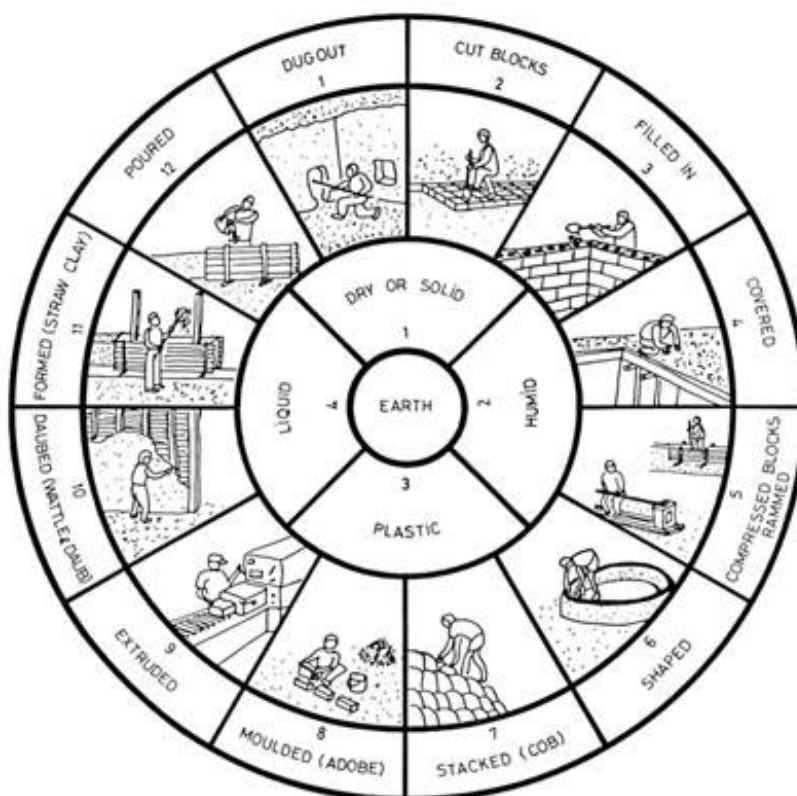 DUG OUT
1
CUT BLOCKS
2
FILLED IN
3
COVERED
4
COMPRESSED BLOCKS
RAMMED
5
SHAPED
6
STACKED (COB)
7
MOULDED (ADOBE)
8
EXTRUDED
9
DAUBED (WATTLE & DAUB)
10
FORMED (STRAW CLAY)
11
POURED
12
DRY OR SOLID
1
HUMID
2
3
PLASTIC
LIQUID
4
EARTH